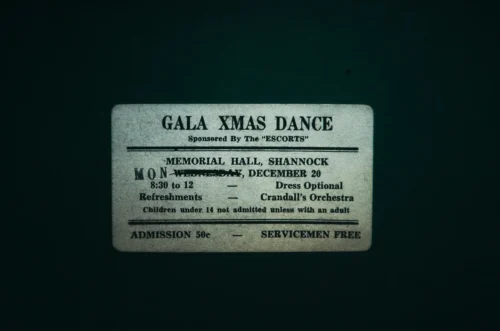 GALA XMAS DANCE
Sponsored By The "ESCORTS"
MEMORIAL HALL, SHANNOCK
MON WEDNESDAY, DECEMBER 20
8:30 to 12 — Dress Optional
Refreshments — Crandall's Orchestra
Children under 14 not admitted unless with an adult
ADMISSION 50c — SERVICEMEN FREE